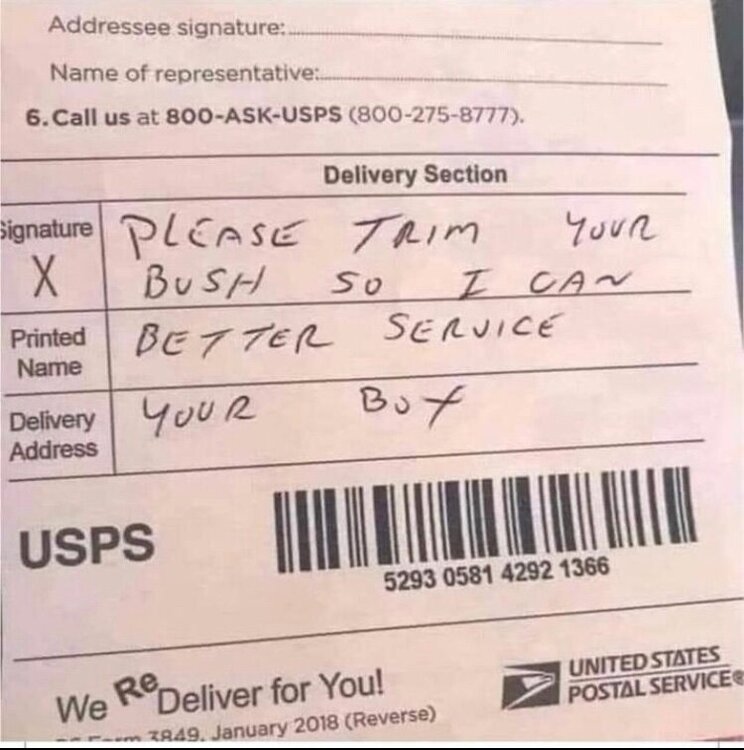 Addressee signature:
Name of representative:
6. Call us at 800-ASK-USPS (800-275-8777).
Delivery Section
Signature
X
PLEASE TRIM YOUR
BUSH SO I CAN
Printed
Name
BETTER SERVICE
Delivery
Address
YOUR BOX
USPS
5293 0581 4292 1366
We ReDeliver for You!
Form 3849, January 2018 (Reverse)
UNITED STATES
POSTAL SERVICE®